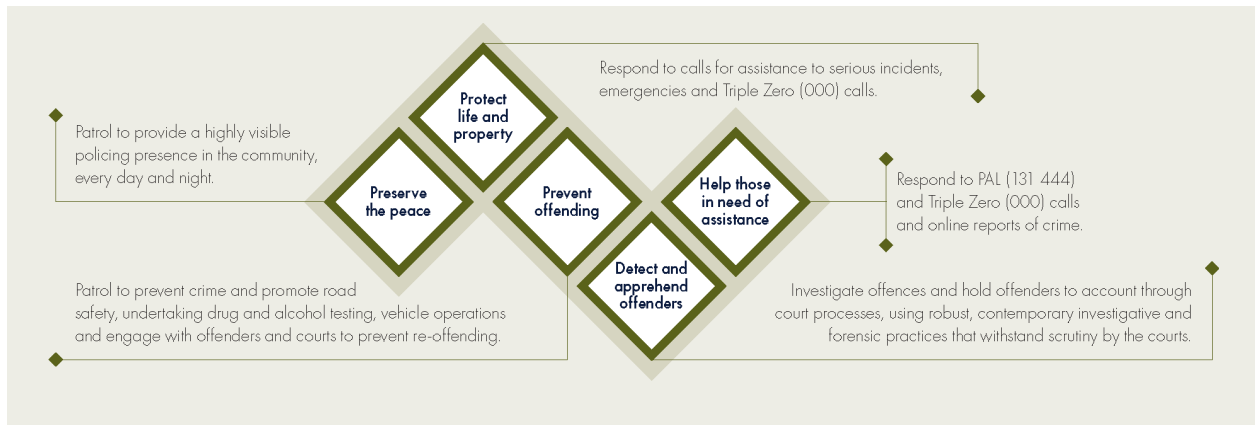 Protect
life and
property
Respond to calls for assistance to serious incidents,
emergencies and Triple Zero (000) calls.
Patrol to provide a highly visible
policing presence in the community,
every day and night.
Preserve
the peace
Prevent
offending
Help those
in need of
assistance
Respond to PAL (131 444)
and Triple Zero (000) calls
and online reports of crime.
Detect and
apprehend
offenders
Patrol to prevent crime and promote road
safety, undertaking drug and alcohol testing, vehicle operations
and engage with offenders and courts to prevent re-offending.
Investigate offences and hold offenders to account through
court processes, using robust, contemporary investigative and
forensic practices that withstand scrutiny by the courts.